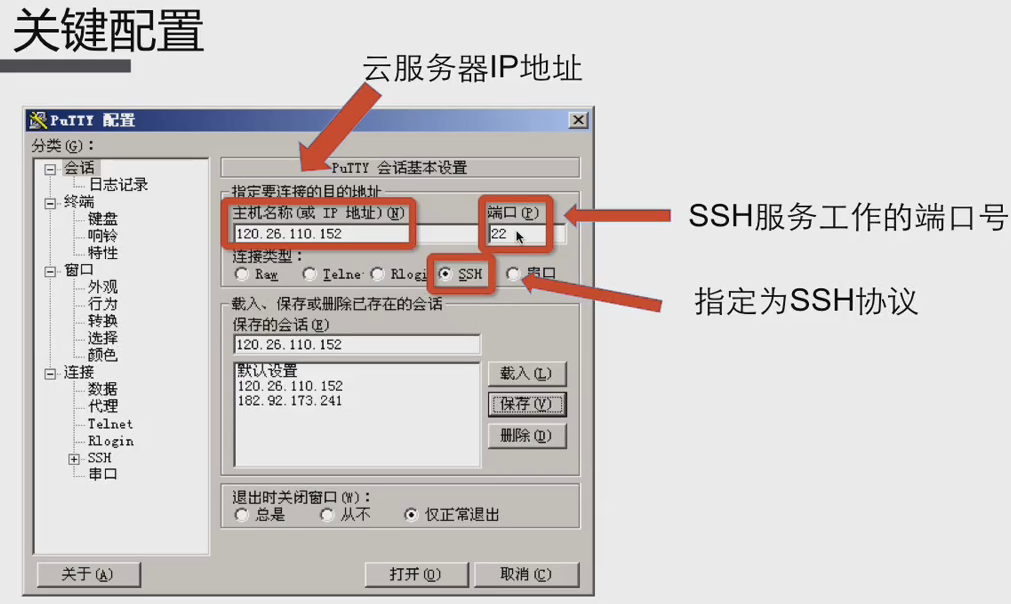 关键配置
云服务器IP地址
PuTTY 配置
分类(G)：
会话
日志记录
终端
键盘
响铃
特性
窗口
外观
行为
转换
选择
颜色
连接
数据
代理
Telnet
Rlogin
SSH
串口
PuTTY 会话基本设置
指定要连接的目的地址
主机名称(或 IP 地址)(N) 端口(P)
120.26.110.152 22
SSH服务工作的端口号
连接类型：
Raw Telne Rlogi SSH 串口
指定为SSH协议
载入、保存或删除已存在的会话
保存的会话(E)
120.26.110.152
默认设置
120.26.110.152
182.92.173.241
载入(L)
保存(V)
删除(D)
退出时关闭窗口(W)：
总是 从不 仅正常退出
关于(A) 打开(O) 取消(C)